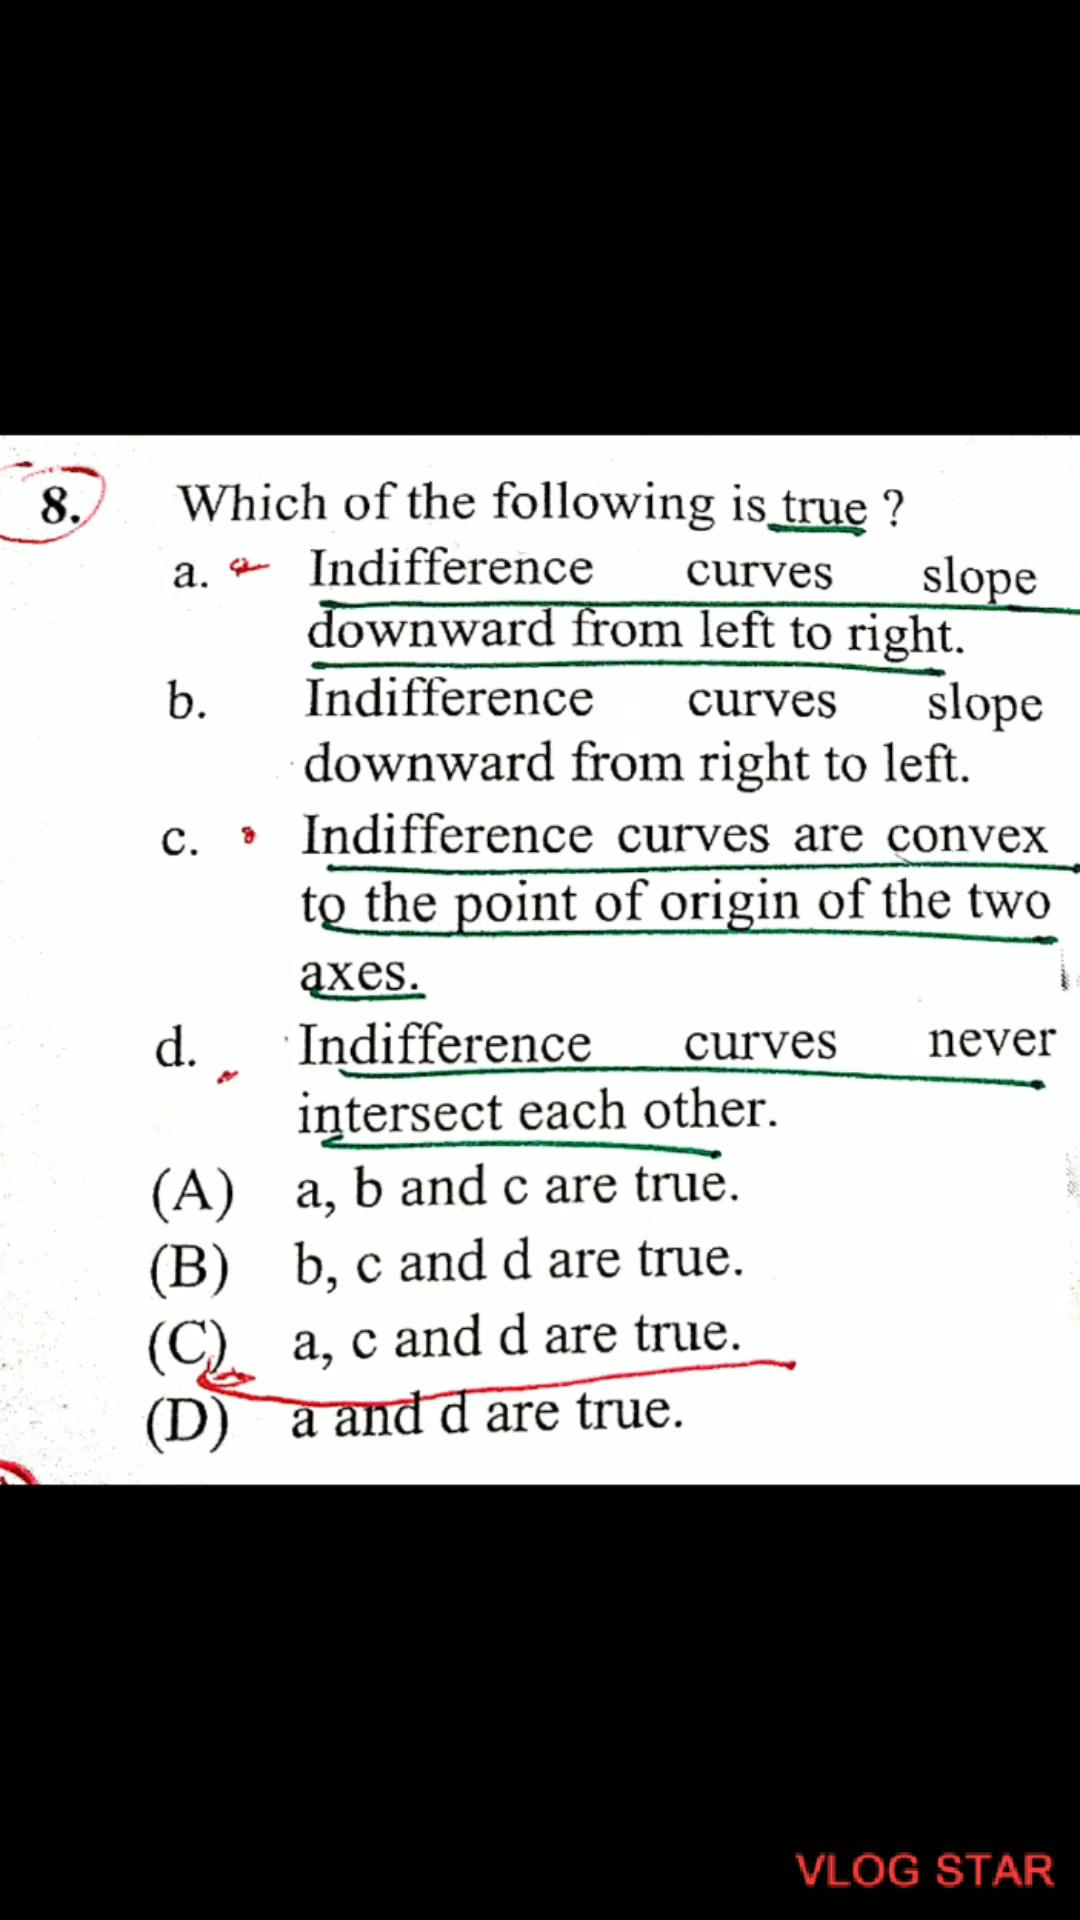 8. Which of the following is true ?
a. Indifference curves slope
downward from left to right.
b. Indifference curves slope
downward from right to left.
c. Indifference curves are convex
to the point of origin of the two
axes.
d. Indifference curves never
intersect each other.
(A) a, b and c are true.
(B) b, c and d are true.
(C) a, c and d are true.
(D) a and d are true.
VLOG STAR